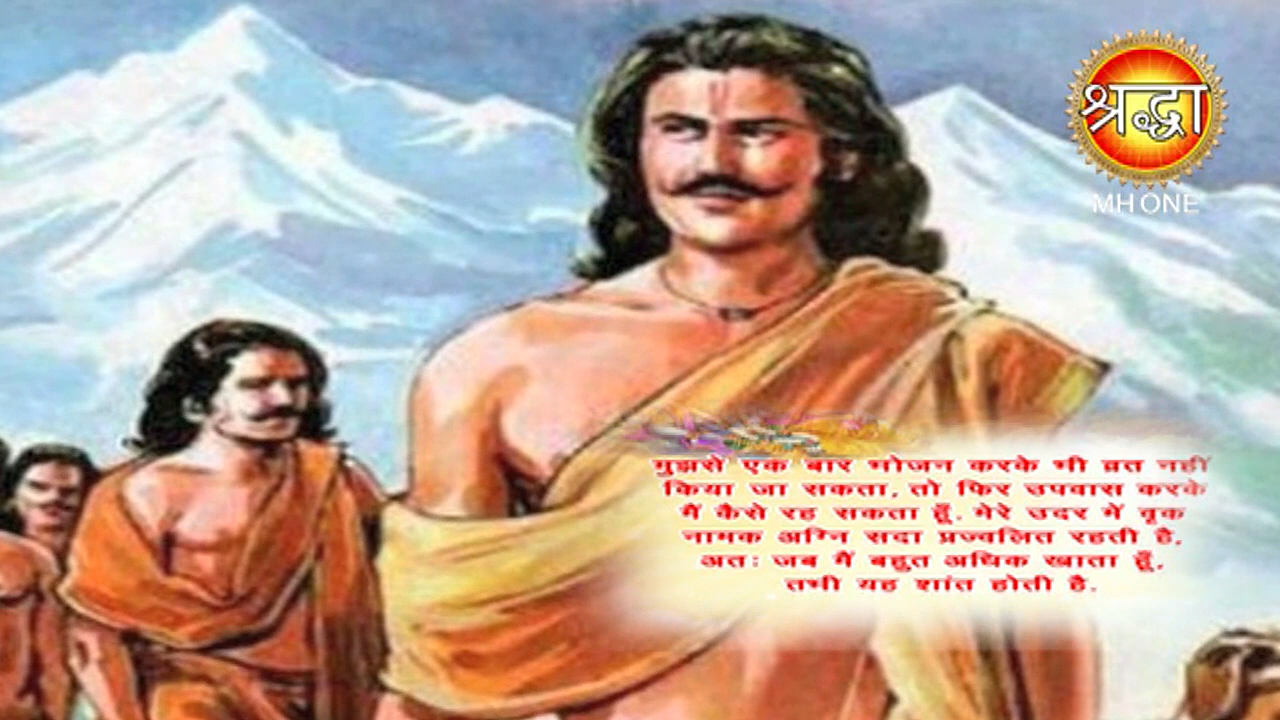 श्रद्धा
MH ONE
मुझसे एक बार भोजन करके भी व्रत नहीं
किया जा सकता, तो फिर उपवास करके
मैं कैसे रह सकता हूँ. मेरे उदर में वृक
नामक अग्नि सदा प्रज्वलित रहती है,
अतः जब मैं बहुत अधिक खाता हूँ,
तभी यह शांत होती है.